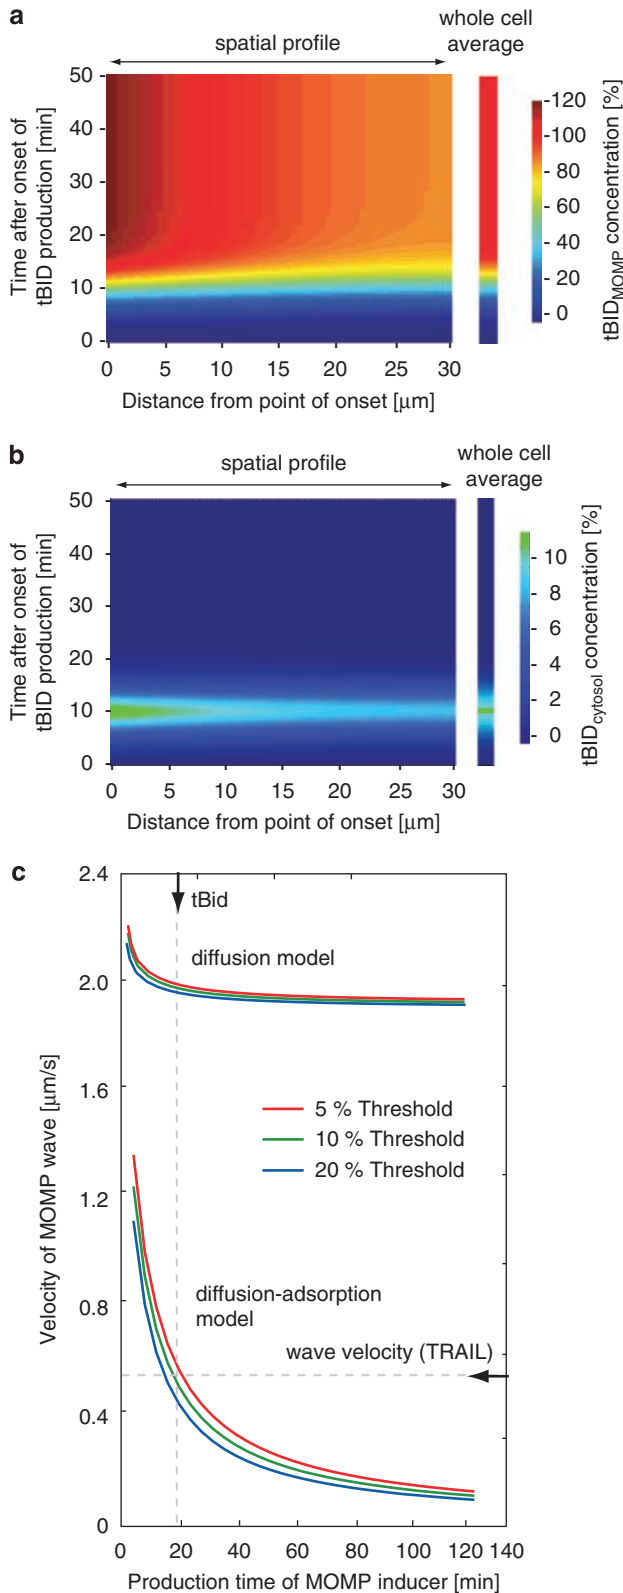 a
whole cell
average
spatial profile
50
40
30
20
10
0
Time after onset of
tBID production [min]
0 5 10 15 20 25 30
Distance from point of onset [μm]
120
100
80
60
40
20
0
tBIDMOMP concentration [%]
b
whole cell
average
spatial profile
50
40
30
20
10
0
Time after onset of
tBID production [min]
0 5 10 15 20 25 30
Distance from point of onset [μm]
10
8
6
4
2
0
tBIDcytosol concentration [%]
c
2.4
2.0
1.6
1.2
0.8
0.4
0
Velocity of MOMP wave [μm/s]
tBid
diffusion model
5 % Threshold
10 % Threshold
20 % Threshold
diffusion-adsorption
model
wave velocity (TRAIL)
0 20 40 60 80 100 120 140
Production time of MOMP inducer [min]